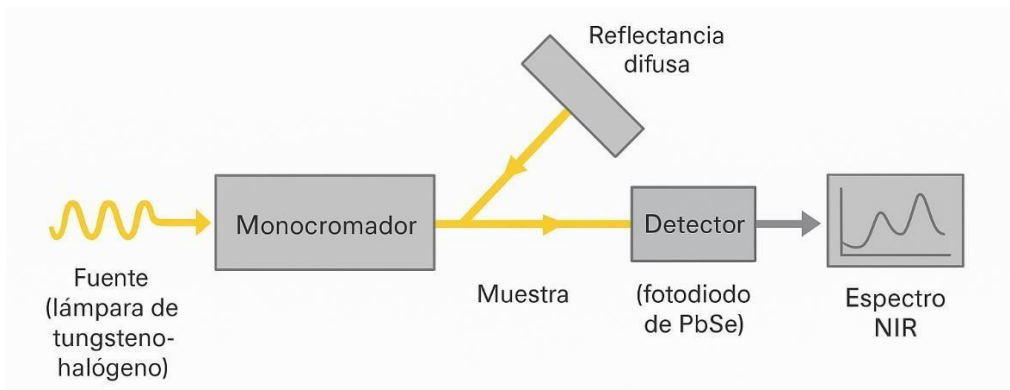 Reflectancia
difusa
Monocromador
Detector
Fuente
(lámpara de
tungsteno-
halógeno)
Muestra
(fotodiodo
de PbSe)
Espectro
NIR